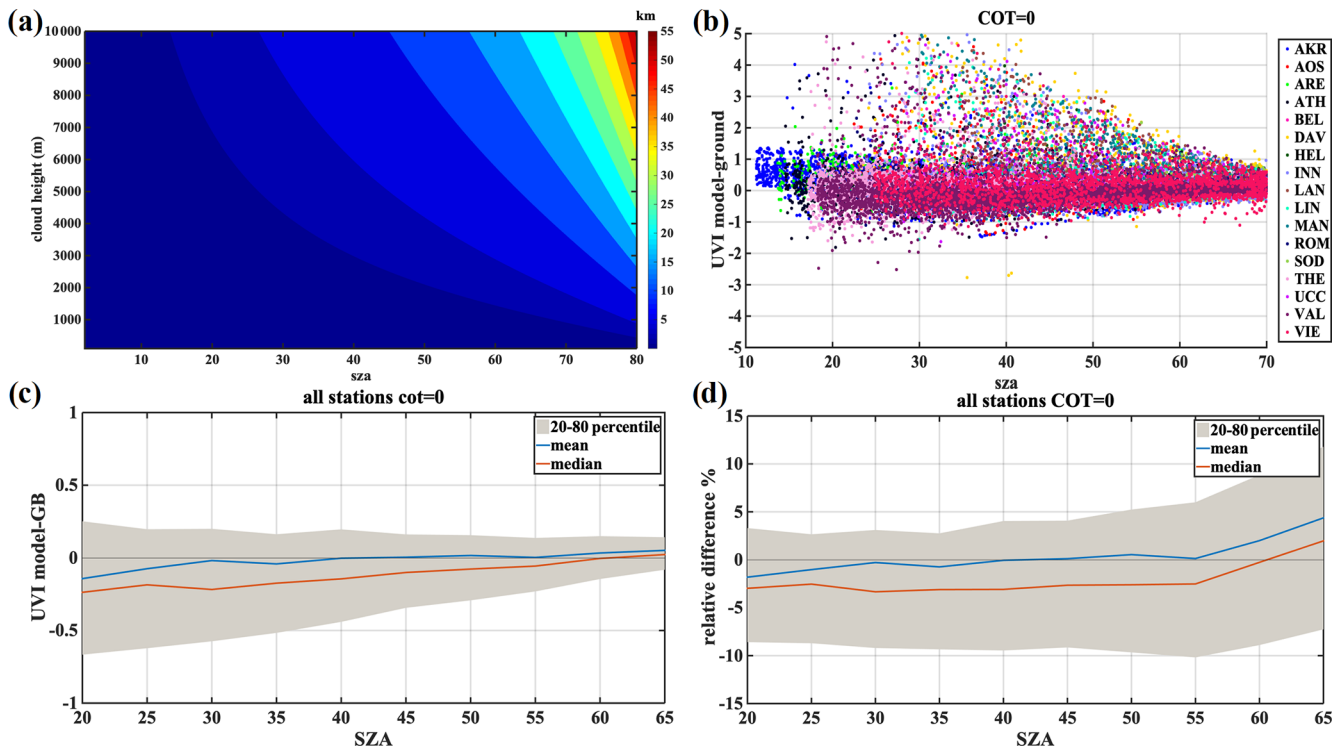 (a)
km
10000
9000
8000
7000
6000
5000
4000
3000
2000
1000
cloud height (m)
10 20 30 40 50 60 70 80
sza
55
50
45
40
35
30
25
20
15
10
5
(b)
COT=0
5
4
3
2
1
0
-1
-2
-3
-4
-5
UVI model-ground
10 20 30 40 50 60 70
sza
AKR
AOS
ARE
ATH
BEL
DAV
HEL
INN
LAN
LIN
MAN
ROM
SOD
THE
UCC
VAL
VIE
(c)
all stations cot=0
1
0.5
0
-0.5
-1
UVI model-GB
20-80 percentile
mean
median
20 25 30 35 40 45 50 55 60 65
SZA
(d)
all stations COT=0
15
10
5
0
-5
-10
-15
relative difference %
20-80 percentile
mean
median
20 25 30 35 40 45 50 55 60 65
SZA